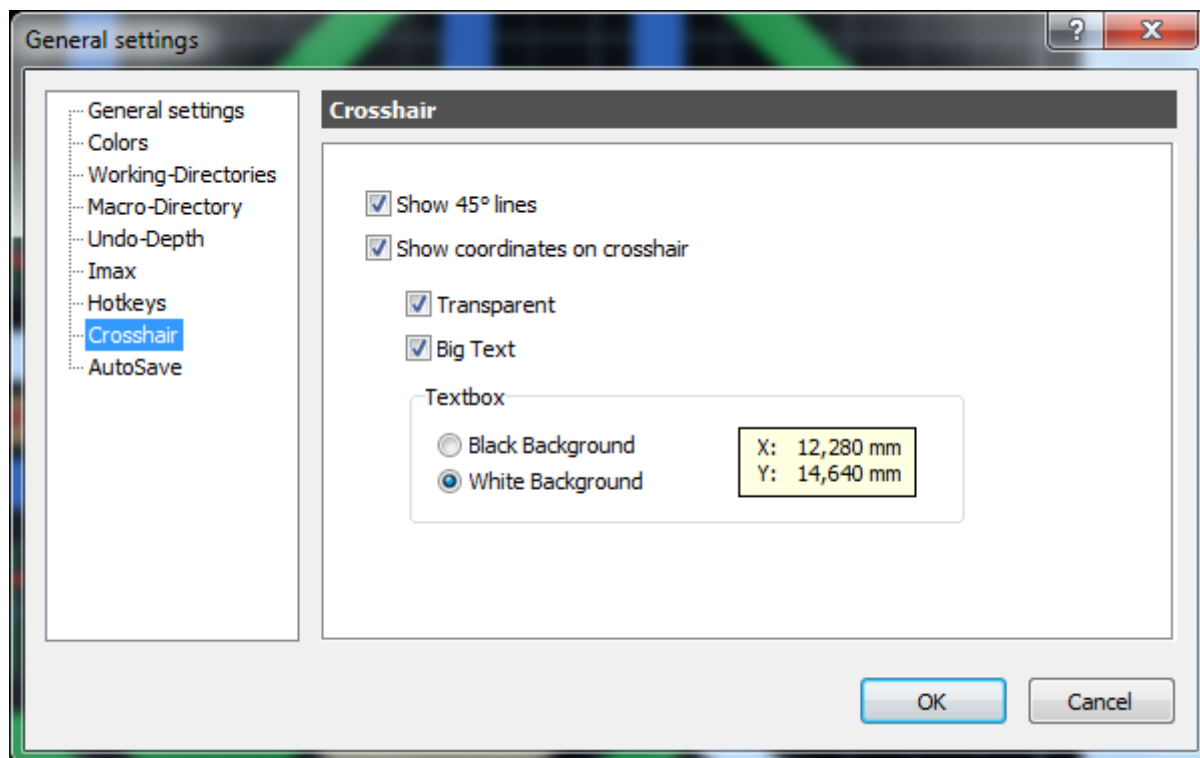 General settings
General settings
Colors
Working-Directories
Macro-Directory
Undo-Depth
Imax
Hotkeys
Crosshair
AutoSave
Crosshair
Show 45° lines
Show coordinates on crosshair
Transparent
Big Text
Textbox
Black Background
White Background
X: 12,280 mm
Y: 14,640 mm
OK
Cancel